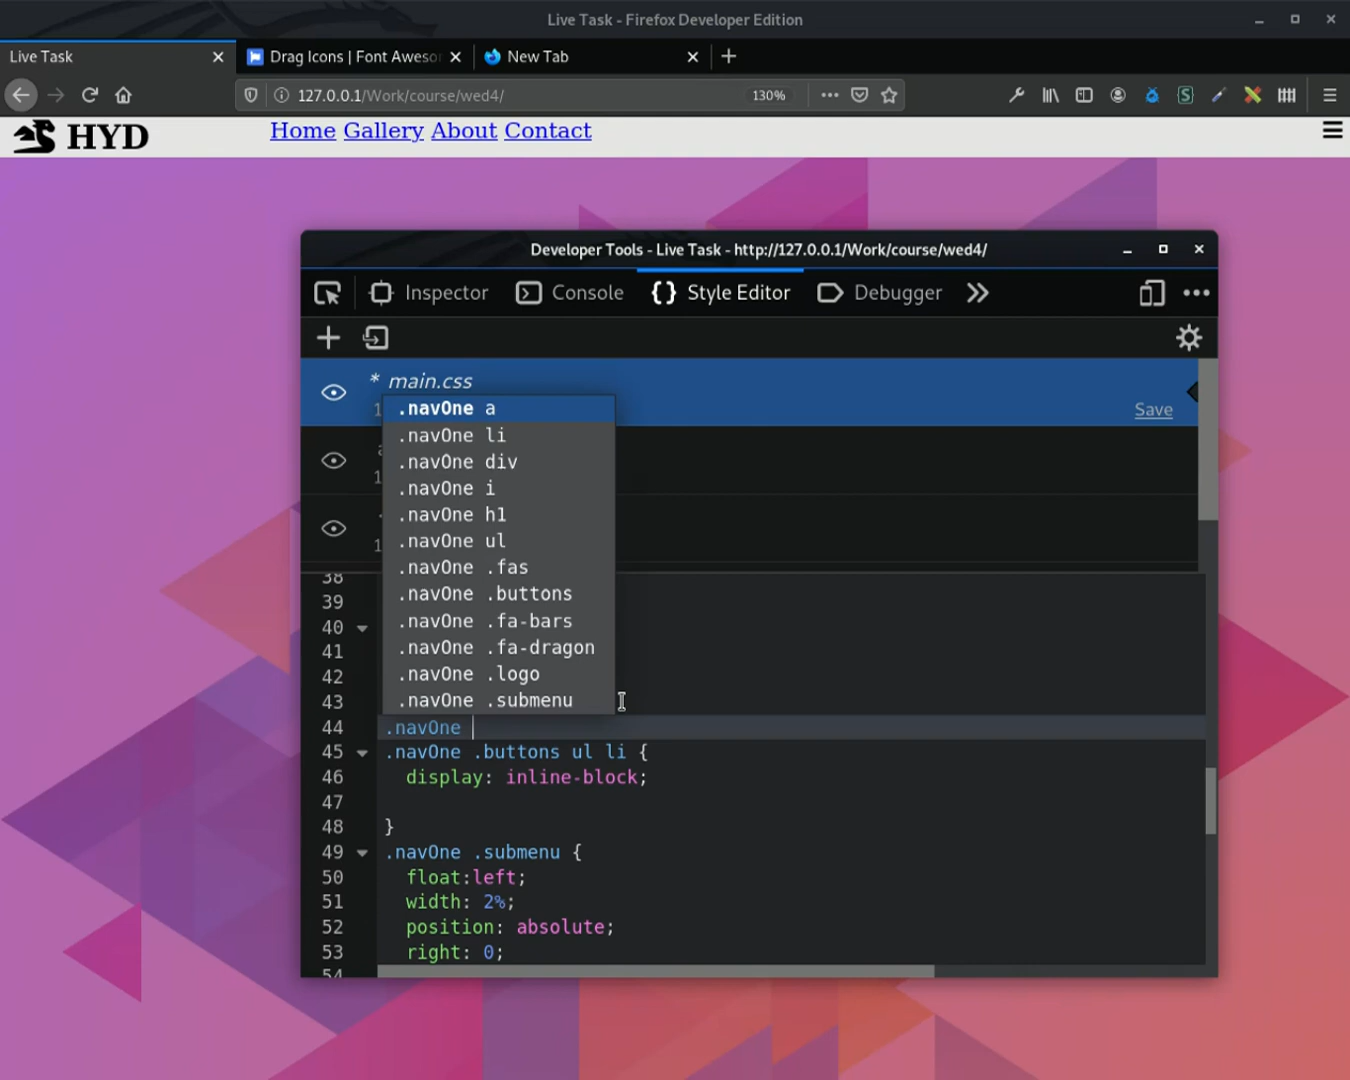 Live Task - Firefox Developer Edition
Live Task
Drag Icons | Font Aweso
New Tab
127.0.0.1/Work/course/wed4/
130%
HYD
Home Gallery About Contact
Developer Tools - Live Task - http://127.0.0.1/Work/course/wed4/
Inspector
Console
{} Style Editor
Debugger
* main.css
1
Save
1
1
.navOne a
.navOne li
.navOne div
.navOne i
.navOne h1
.navOne ul
.navOne .fas
.navOne .buttons
.navOne .fa-bars
.navOne .fa-dragon
.navOne .logo
.navOne .submenu
38
39
40
41
42
43
44 .navOne
45 .navOne .buttons ul li {
46 display: inline-block;
47
48 }
49 .navOne .submenu {
50 float:left;
51 width: 2%;
52 position: absolute;
53 right: 0;
54